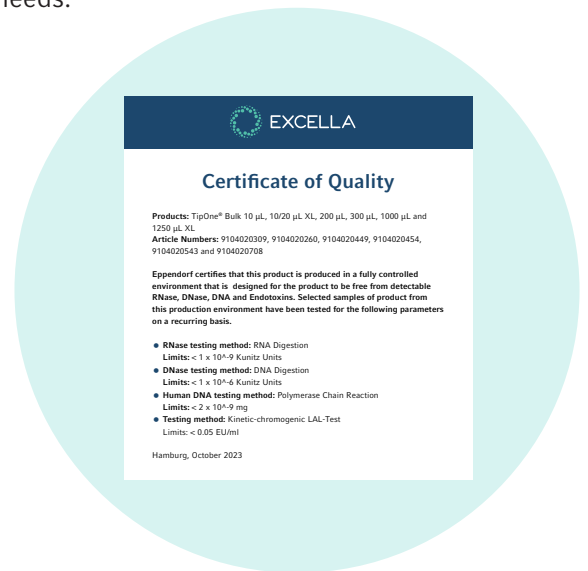 needs.
EXCELLA
Certificate of Quality
Products: TipOne® Bulk 10 µL, 10/20 µL XL, 200 µL, 300 µL, 1000 µL and
1250 µL XL
Article Numbers: 9104020309, 9104020260, 9104020449, 9104020454,
9104020543 and 9104020708
Eppendorf certifies that this product is produced in a fully controlled
environment that is designed for the product to be free from detectable
RNase, DNase, DNA and Endotoxins. Selected samples of product from
this production environment have been tested for the following parameters
on a recurring basis.
• RNase testing method: RNA Digestion
Limits: < 1 x 10^-9 Kunitz Units
• DNase testing method: DNA Digestion
Limits: < 1 x 10^-6 Kunitz Units
• Human DNA testing method: Polymerase Chain Reaction
Limits: < 2 x 10^-9 mg
• Testing method: Kinetic-chromogenic LAL-Test
Limits: < 0.05 EU/ml
Hamburg, October 2023